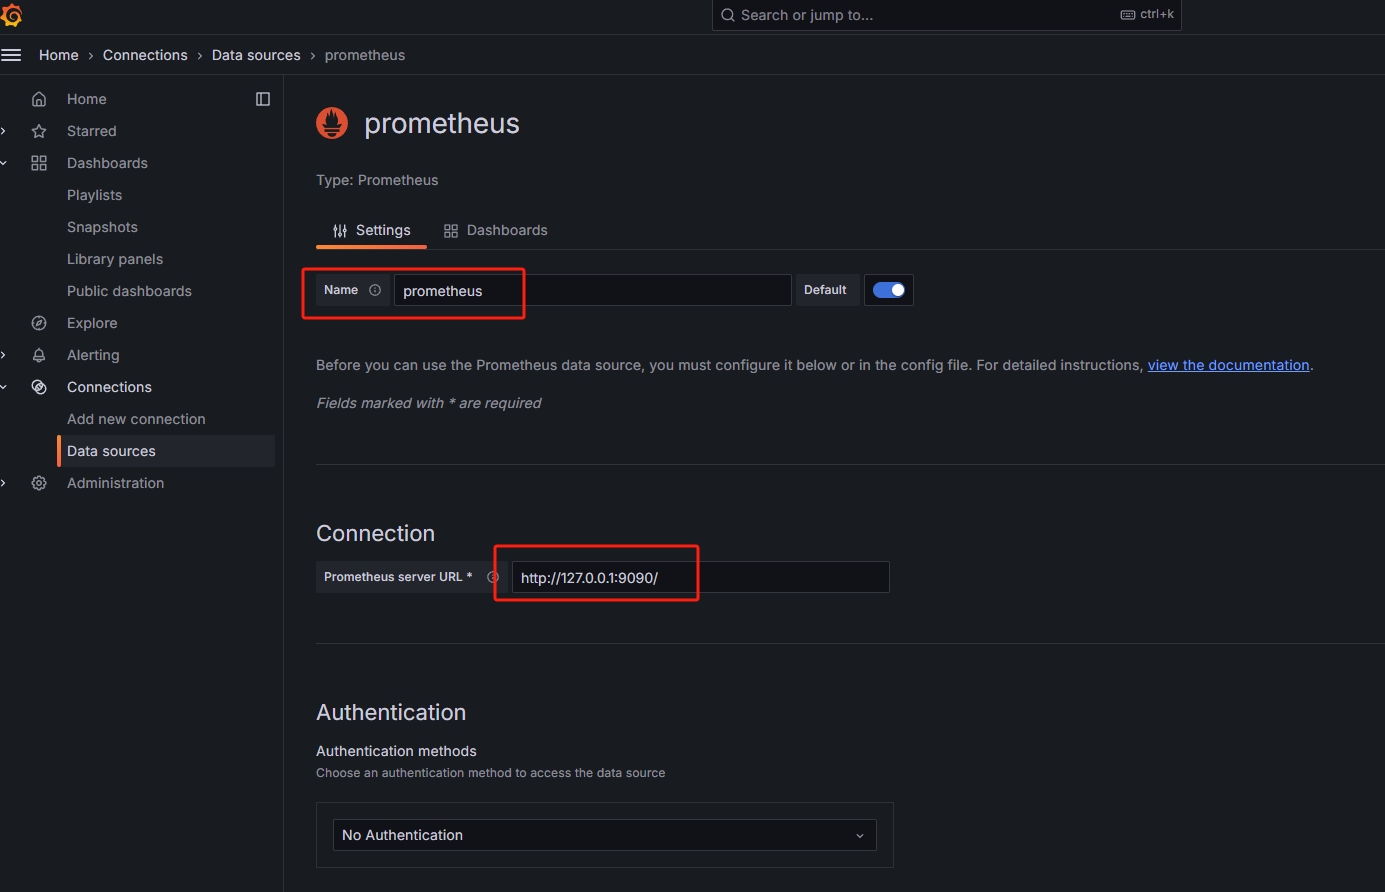 Search or jump to...
ctrl+k
Home › Connections › Data sources › prometheus
Home
Starred
Dashboards
Playlists
Snapshots
Library panels
Public dashboards
Explore
Alerting
Connections
Add new connection
Data sources
Administration
prometheus
Type: Prometheus
Settings
Dashboards
Name
prometheus
Default
Before you can use the Prometheus data source, you must configure it below or in the config file. For detailed instructions, view the documentation.
Fields marked with * are required
Connection
Prometheus server URL *
http://127.0.0.1:9090/
Authentication
Authentication methods
Choose an authentication method to access the data source
No Authentication